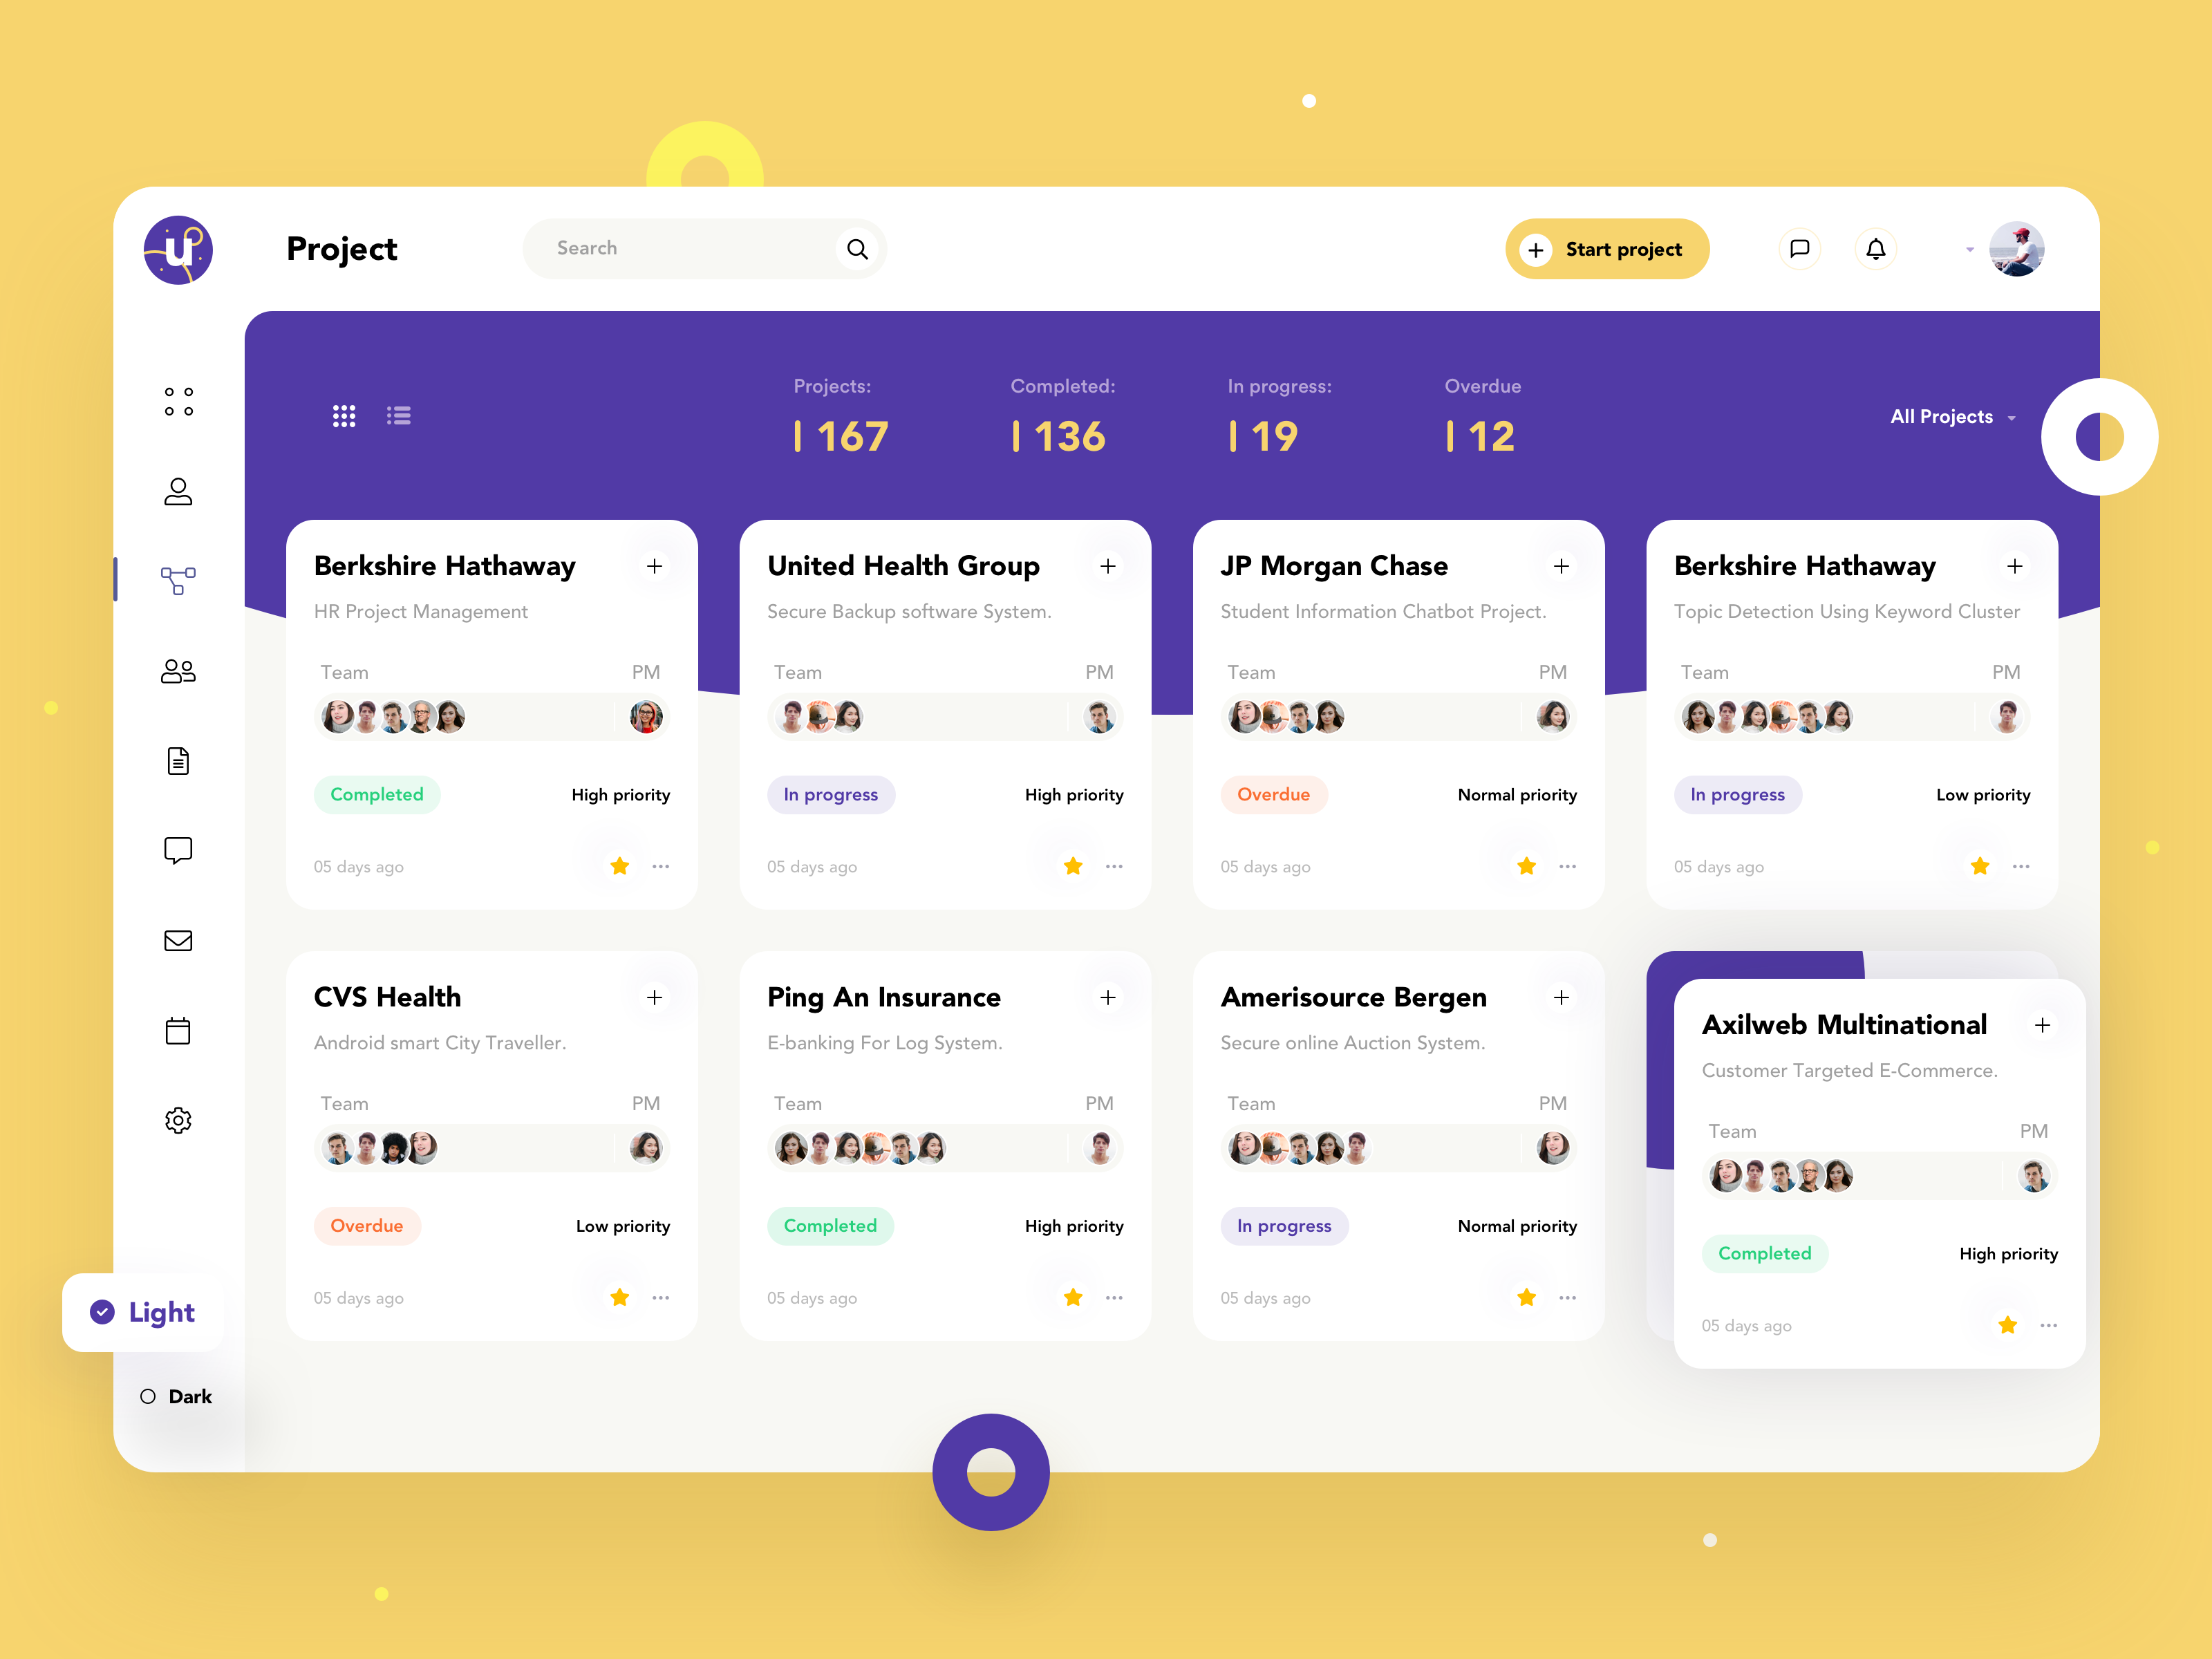 u
Project
Search
Start project
Projects:
167
Completed:
136
In progress:
19
Overdue
12
All Projects
Berkshire Hathaway
HR Project Management
Team PM
Completed High priority
05 days ago
United Health Group
Secure Backup software System.
Team PM
In progress High priority
05 days ago
JP Morgan Chase
Student Information Chatbot Project.
Team PM
Overdue Normal priority
05 days ago
Berkshire Hathaway
Topic Detection Using Keyword Cluster
Team PM
In progress Low priority
05 days ago
CVS Health
Android smart City Traveller.
Team PM
Overdue Low priority
05 days ago
Ping An Insurance
E-banking For Log System.
Team PM
Completed High priority
05 days ago
Amerisource Bergen
Secure online Auction System.
Team PM
In progress Normal priority
05 days ago
Axilweb Multinational
Customer Targeted E-Commerce.
Team PM
Completed High priority
05 days ago
Light
Dark